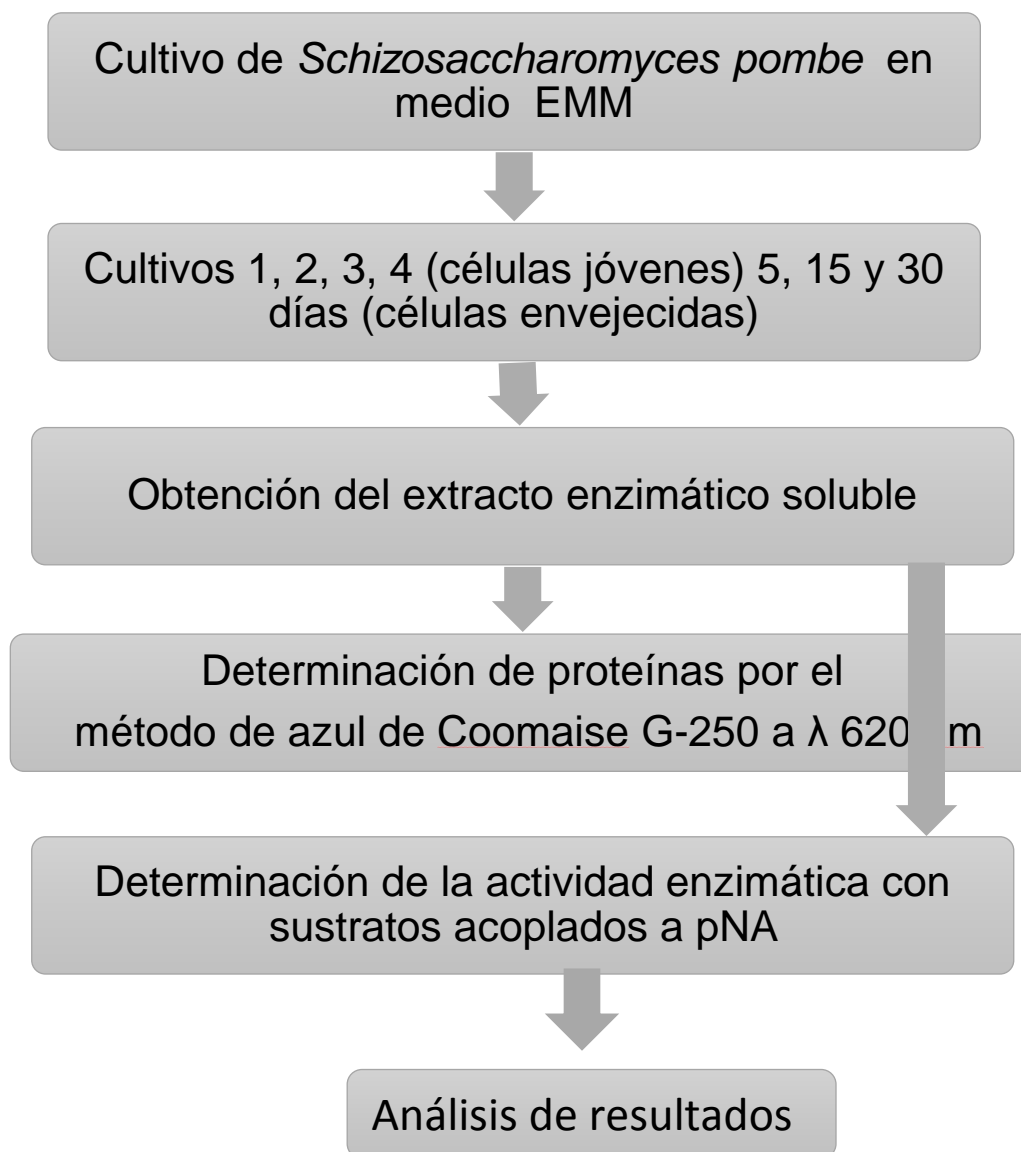 Cultivo de Schizosaccharomyces pombe en
medio EMM
Cultivos 1, 2, 3, 4 (células jóvenes) 5, 15 y 30
días (células envejecidas)
Obtención del extracto enzimático soluble
Determinación de proteínas por el
método de azul de Coomaise G-250 a λ 620 m
Determinación de la actividad enzimática con
sustratos acoplados a pNA
Análisis de resultados